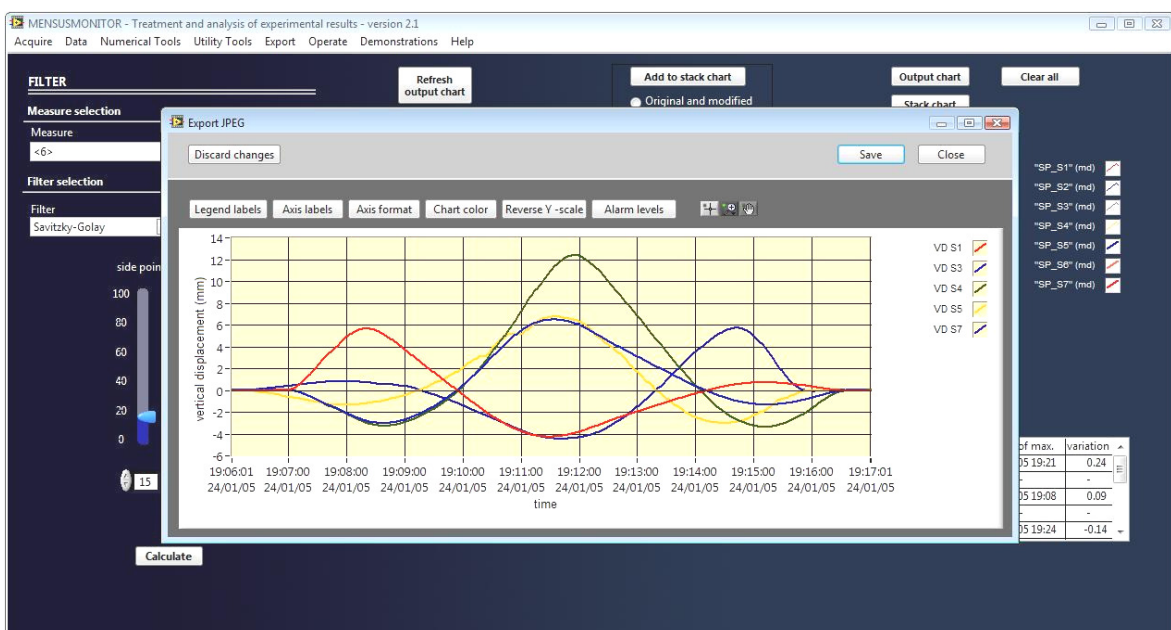 MENSUSMONITOR - Treatment and analysis of experimental results - version 2.1
Acquire Data Numerical Tools Utility Tools Export Operate Demonstrations Help
FILTER
Refresh
output chart
Add to stack chart
Original and modified
Output chart
Clear all
Stack chart
Measure selection
Measure
<6>
Filter selection
Filter
Savitzky-Golay
side poin
100
80
60
40
20
0
15
Calculate
Export JPEG
Discard changes
Save
Close
Legend labels
Axis labels
Axis format
Chart color
Reverse Y -scale
Alarm levels
vertical displacement (mm)
14
12
10
8
6
4
2
0
-2
-4
-6
19:06:01 19:07:00 19:08:00 19:09:00 19:10:00 19:11:00 19:12:00 19:13:00 19:14:00 19:15:00 19:16:00 19:17:01
24/01/05 24/01/05 24/01/05 24/01/05 24/01/05 24/01/05 24/01/05 24/01/05 24/01/05 24/01/05 24/01/05 24/01/05
time
VD S1
VD S3
VD S4
VD S5
VD S7
"SP_S1" (md)
"SP_S2" (md)
"SP_S3" (md)
"SP_S4" (md)
"SP_S5" (md)
"SP_S6" (md)
"SP_S7" (md)
of max. variation
05 19:21 0.24
- -
05 19:08 0.09
- -
05 19:24 -0.14